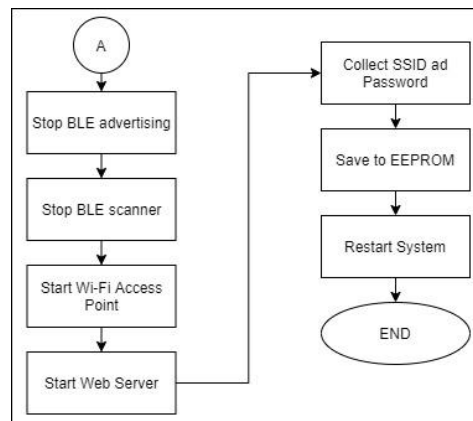 A
Stop BLE advertising
Stop BLE scanner
Start Wi-Fi Access
Point
Start Web Server
Collect SSID ad
Password
Save to EEPROM
Restart System
END